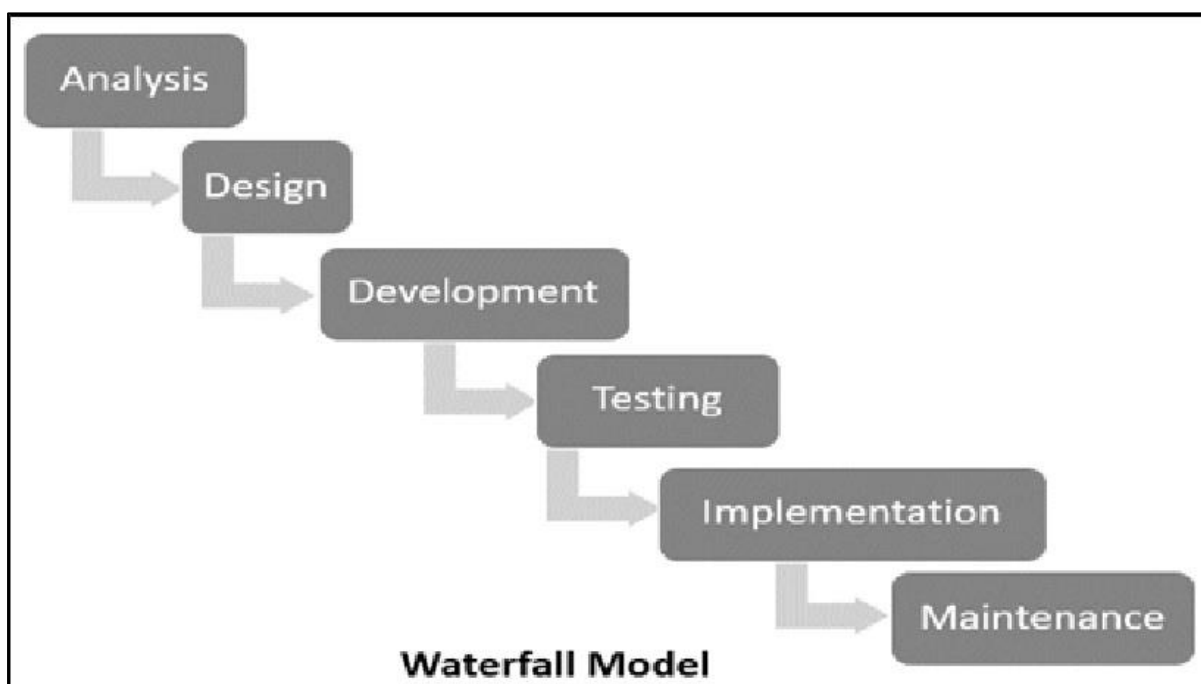 Analysis
Design
Development
Testing
Implementation
Maintenance
Waterfall Model